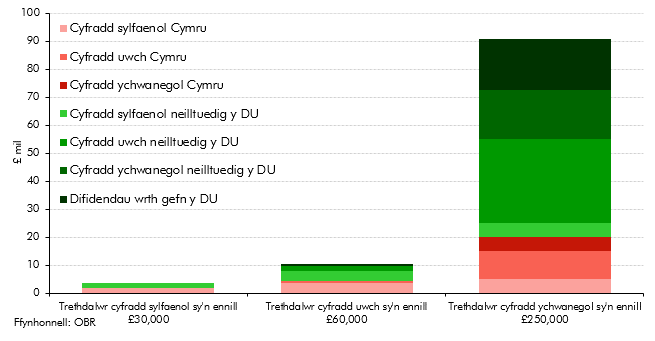 100
90
80
70
60
50
40
30
20
10
0
£ mil
Cyfradd sylfaenol Cymru
Cyfradd uwch Cymru
Cyfradd ychwanegol Cymru
Cyfradd sylfaenol neilltuedig y DU
Cyfradd uwch neilltuedig y DU
Cyfradd ychwanegol neilltuedig y DU
Difidendau wrth gefn y DU
Trethdalwr cyfradd sylfaenol sy'n ennill
£30,000
Trethdalwr cyfradd uwch sy'n ennill
£60,000
Trethdalwr cyfradd ychwanegol sy'n ennill
£250,000
Ffynhonnell: OBR